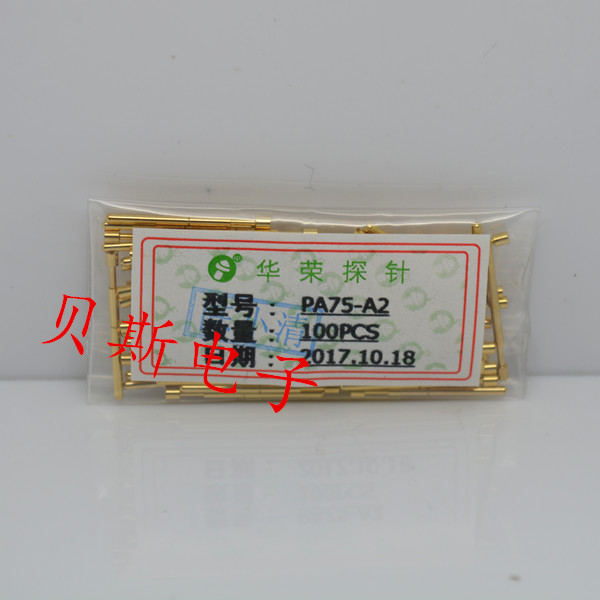 华荣探针
型号： PA75-A2
数量： 100PCS
日期： 2017.10.18
贝斯电子